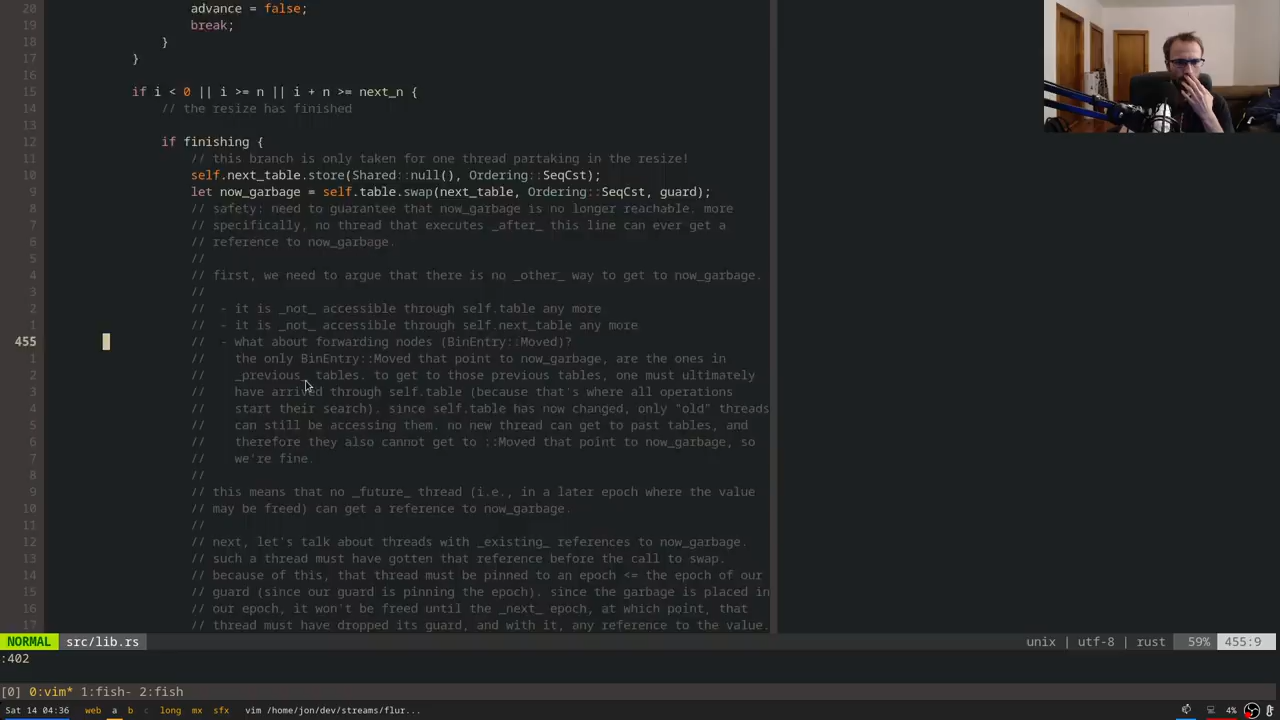 20 advance = false;
19 break;
18 }
17 }
16
15 if i < 0 || i >= n || i + n >= next_n {
14 // the resize has finished
13
12 if finishing {
11 // this branch is only taken for one thread partaking in the resize!
10 self.next_table.store(Shared::null(), Ordering::SeqCst);
9 let now_garbage = self.table.swap(next_table, Ordering::SeqCst, guard);
8 // safety: need to guarantee that now_garbage is no longer reachable. more
7 // specifically, no thread that executes _after_ this line can ever get a
6 // reference to now_garbage.
5 //
4 // first, we need to argue that there is no _other_ way to get to now_garbage.
3 //
2 // - it is _not_ accessible through self.table any more
1 // - it is _not_ accessible through self.next_table any more
455 // - what about forwarding nodes (BinEntry::Moved)?
1 // the only BinEntry::Moved that point to now_garbage, are the ones in
2 // _previous_ tables. to get to those previous tables, one must ultimately
3 // have arrived through self.table (because that's where all operations
4 // start their search). since self.table has now changed, only "old" threads
5 // can still be accessing them. no new thread can get to past tables, and
6 // therefore they also cannot get to ::Moved that point to now_garbage, so
7 // we're fine.
8 //
9 // this means that no _future_ thread (i.e., in a later epoch where the value
10 // may be freed) can get a reference to now_garbage.
11 //
12 // next, let's talk about threads with _existing_ references to now_garbage.
13 // such a thread must have gotten that reference before the call to swap.
14 // because of this, that thread must be pinned to an epoch <= the epoch of our
15 // guard (since our guard is pinning the epoch). since the garbage is placed in
16 // our epoch, it won't be freed until the _next_ epoch, at which point, that
17 // thread must have dropped its guard, and with it, any reference to the value.
NORMAL src/lib.rs unix | utf-8 | rust 59% 455:9
:402
[0] 0:vim* 1:fish- 2:fish
Sat 14 04:36 web a b c long mx sfx vim /home/jon/dev/streams/flur... 4%